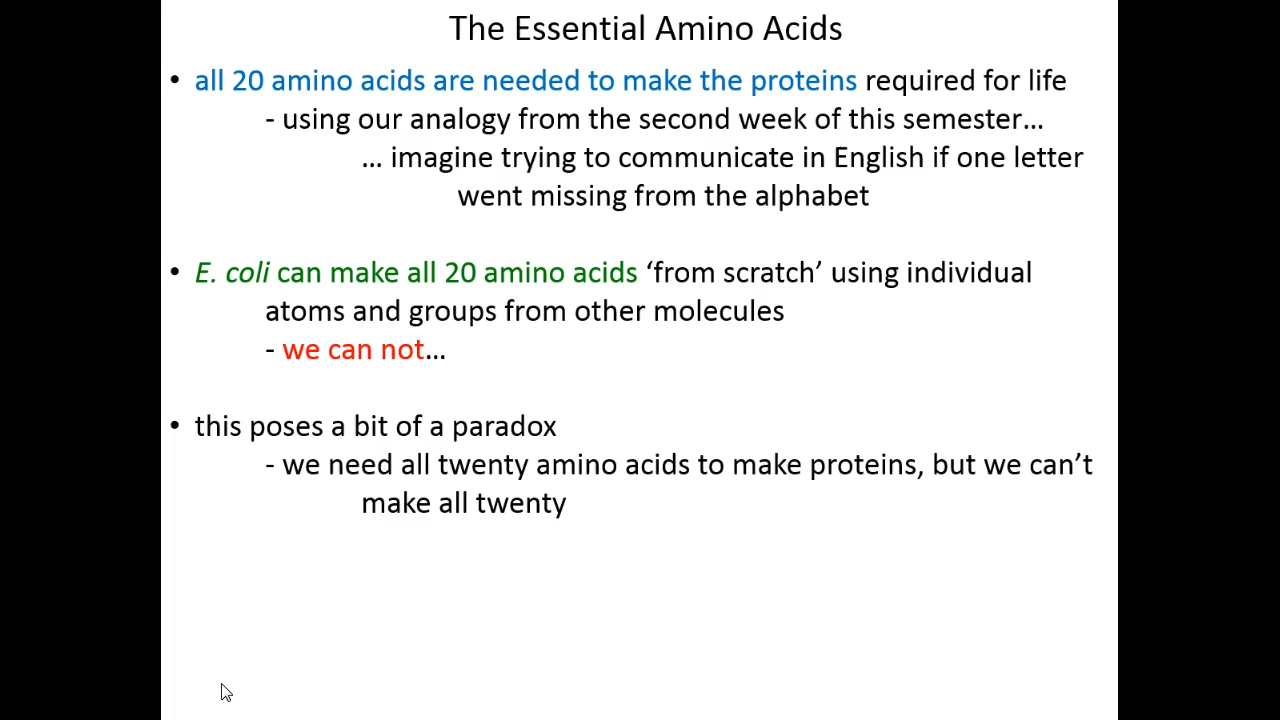 The Essential Amino Acids
• all 20 amino acids are needed to make the proteins required for life
- using our analogy from the second week of this semester…
… imagine trying to communicate in English if one letter
went missing from the alphabet
• E. coli can make all 20 amino acids ‘from scratch’ using individual
atoms and groups from other molecules
- we can not…
• this poses a bit of a paradox
- we need all twenty amino acids to make proteins, but we can’t
make all twenty